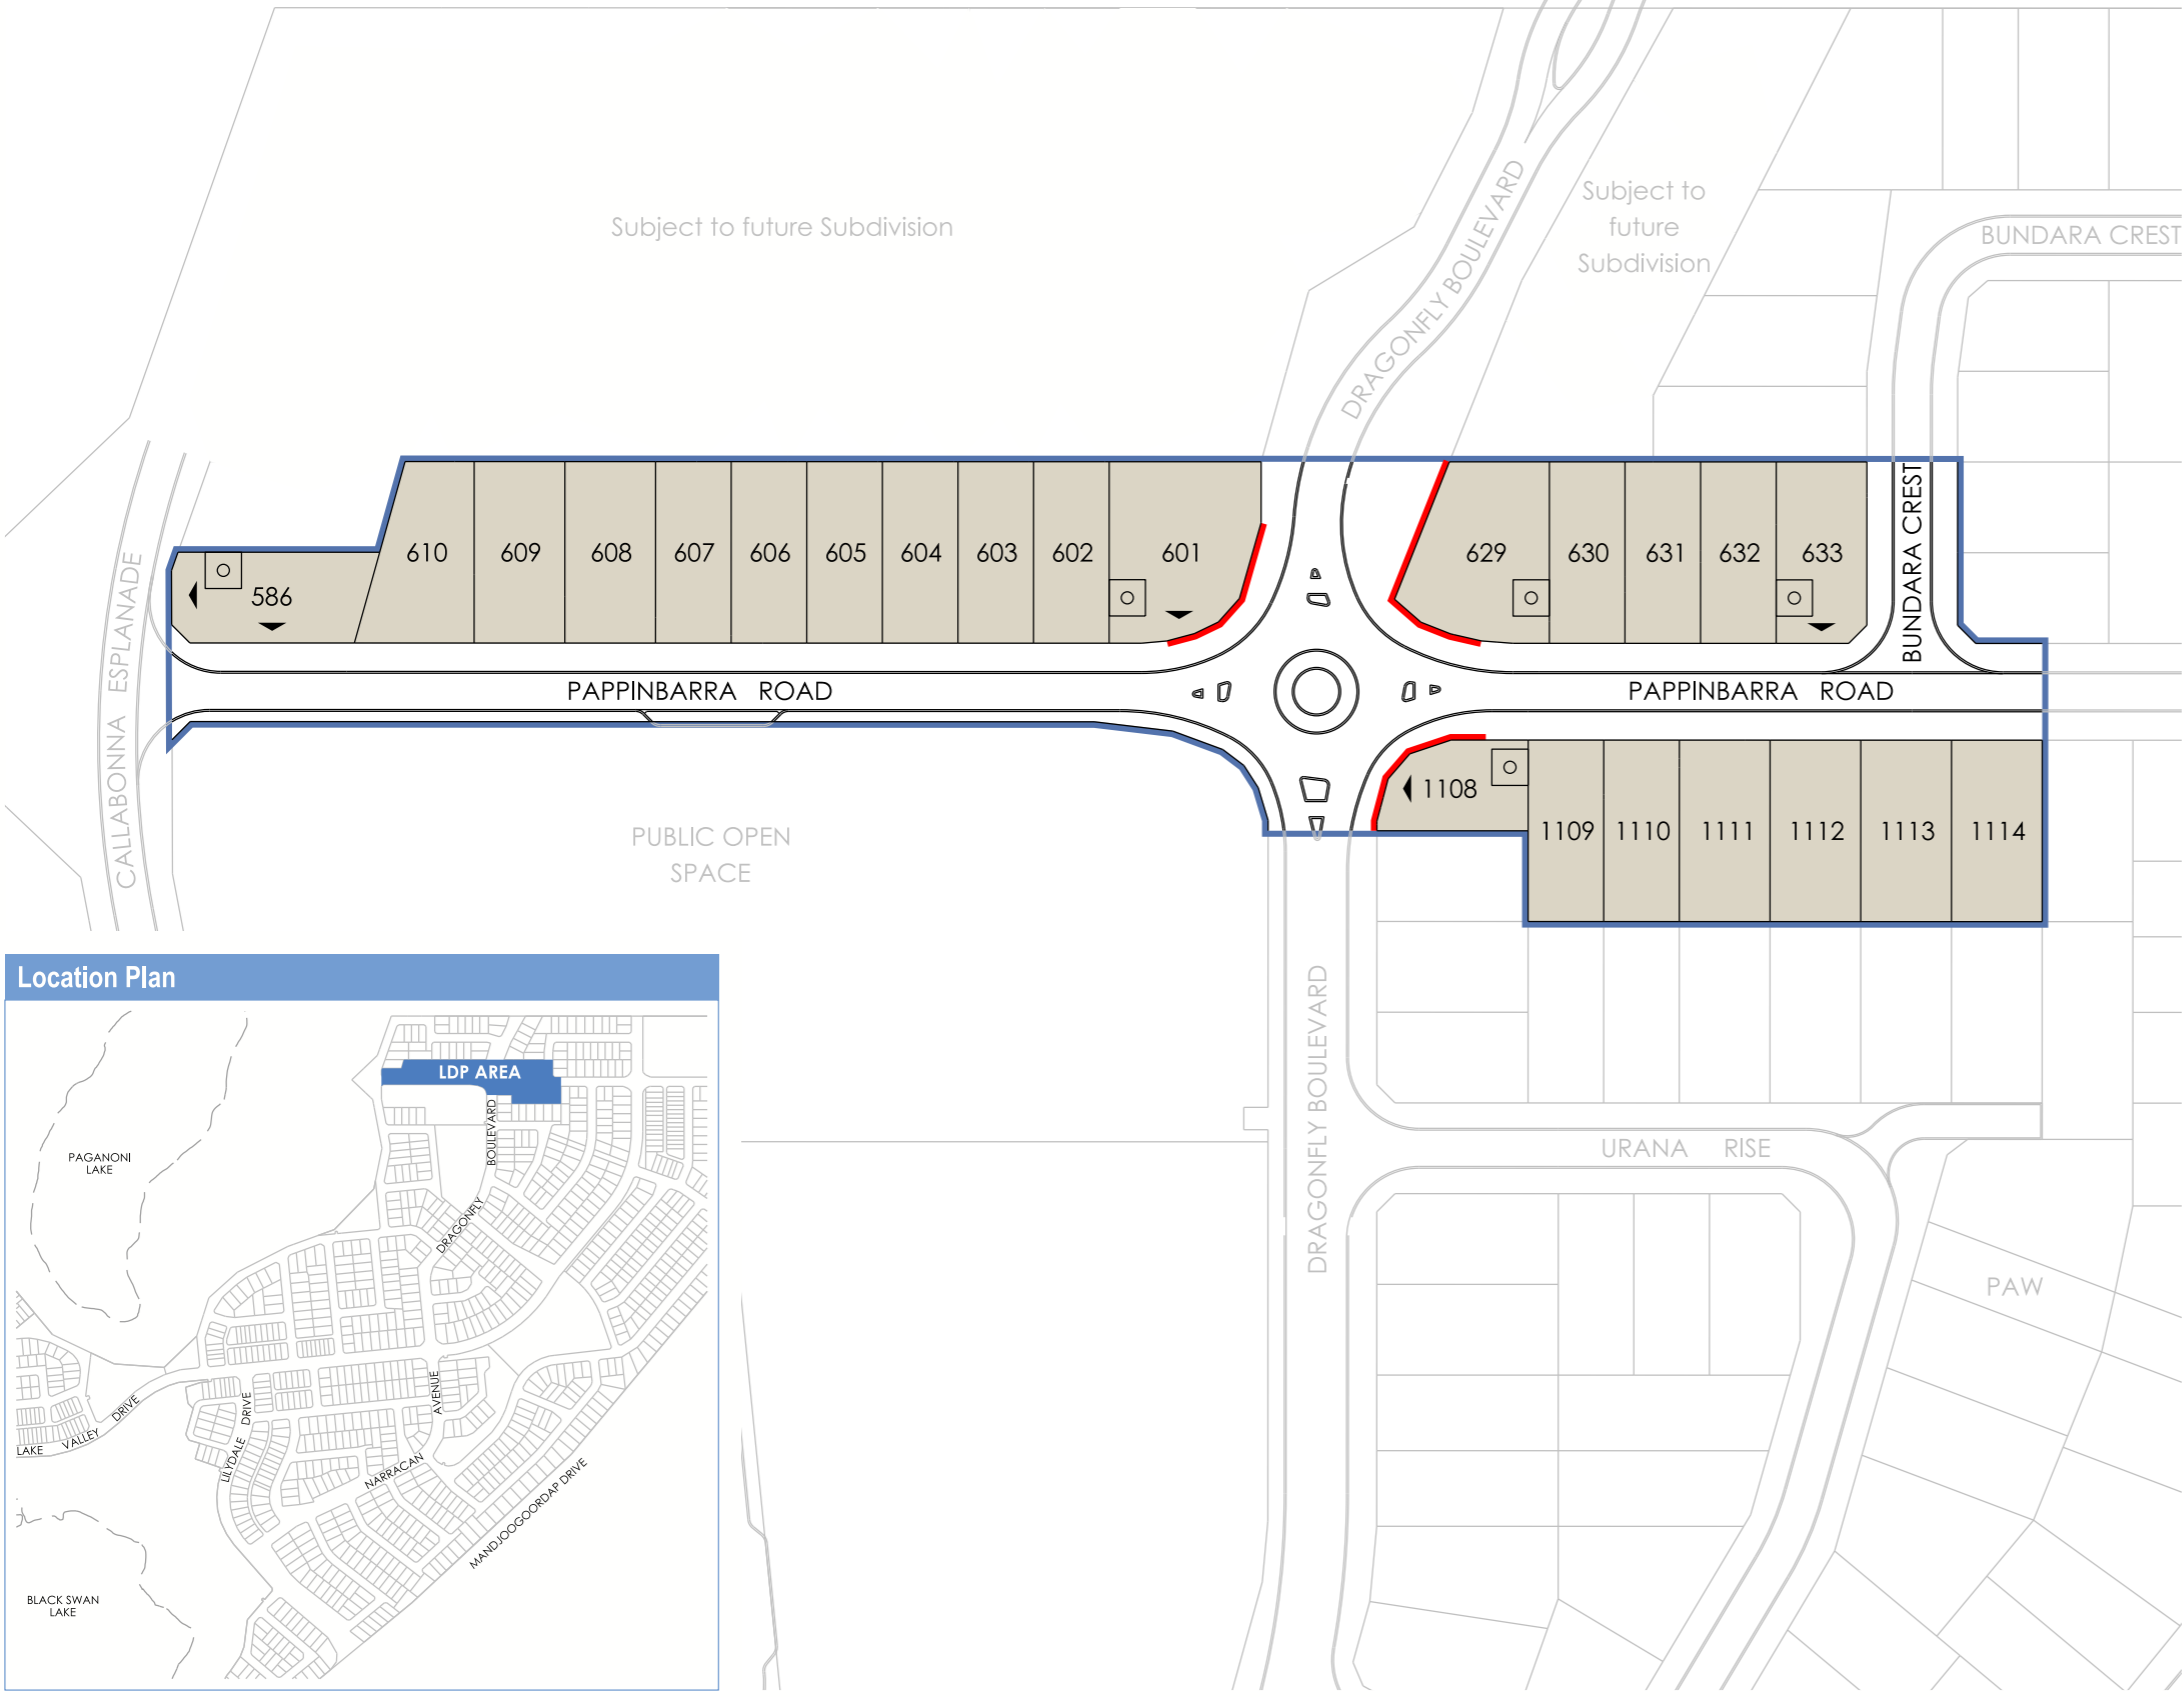 Subject to future Subdivision
Subject to
future
Subdivision
DRAGONFLY BOULEVARD
BUNDARA CREST
CALLABONNA ESPLANADE
586
610
609
608
607
606
605
604
603
602
601
629
630
631
632
633
BUNDARA CREST
PAPPINBARRA ROAD
PAPPINBARRA ROAD
1108
1109
1110
1111
1112
1113
1114
PUBLIC OPEN
SPACE
DRAGONFLY BOULEVARD
URANA RISE
PAW
Location Plan
LDP AREA
BOULEVARD
DRAGONFLY
PAGANONI
LAKE
LAKE VALLEY DRIVE
LILYDALE DRIVE
AVENUE
NARRACAN
MANDJOOGOORDAP DRIVE
BLACK SWAN
LAKE